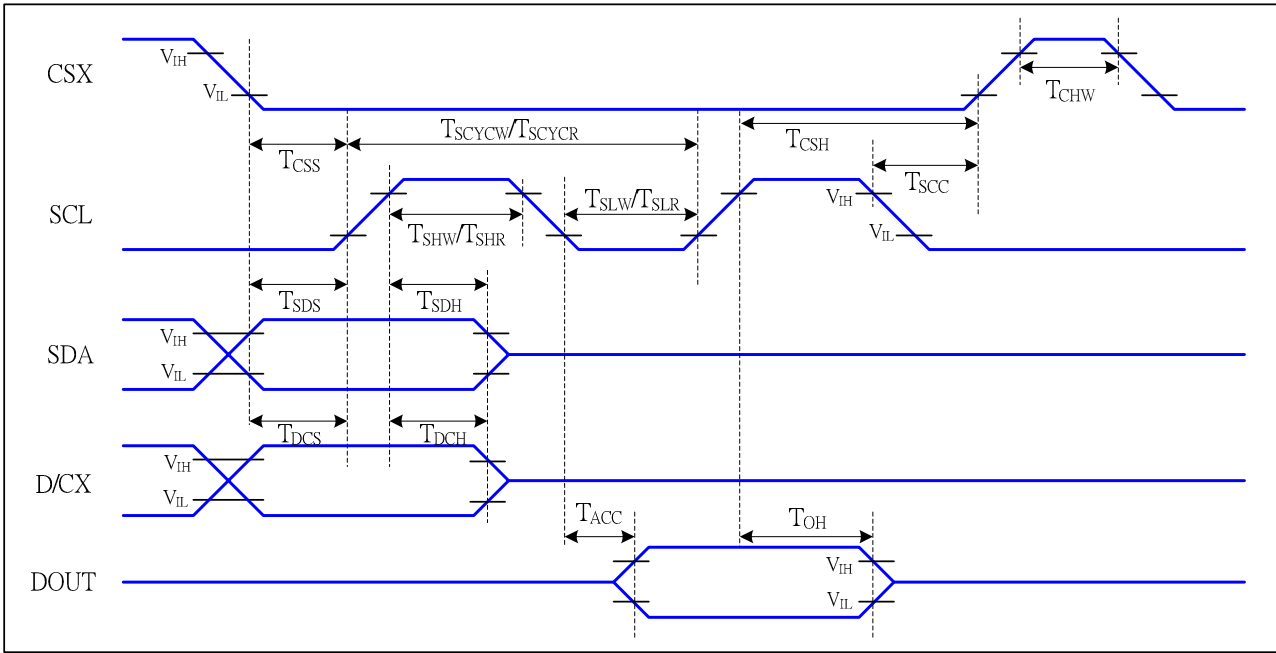 CSX
VIH
VIL
TCHW
TSCYCW/TSCYCR
TCSH
TCSS
TSCC
SCL
TSLW/TSLR
VIH
VIL
TSHW/TSHR
TSDS
TSDH
SDA
VIH
VIL
TDCS
TDCH
D/CX
VIH
VIL
TACC
TOH
DOUT
VIH
VIL